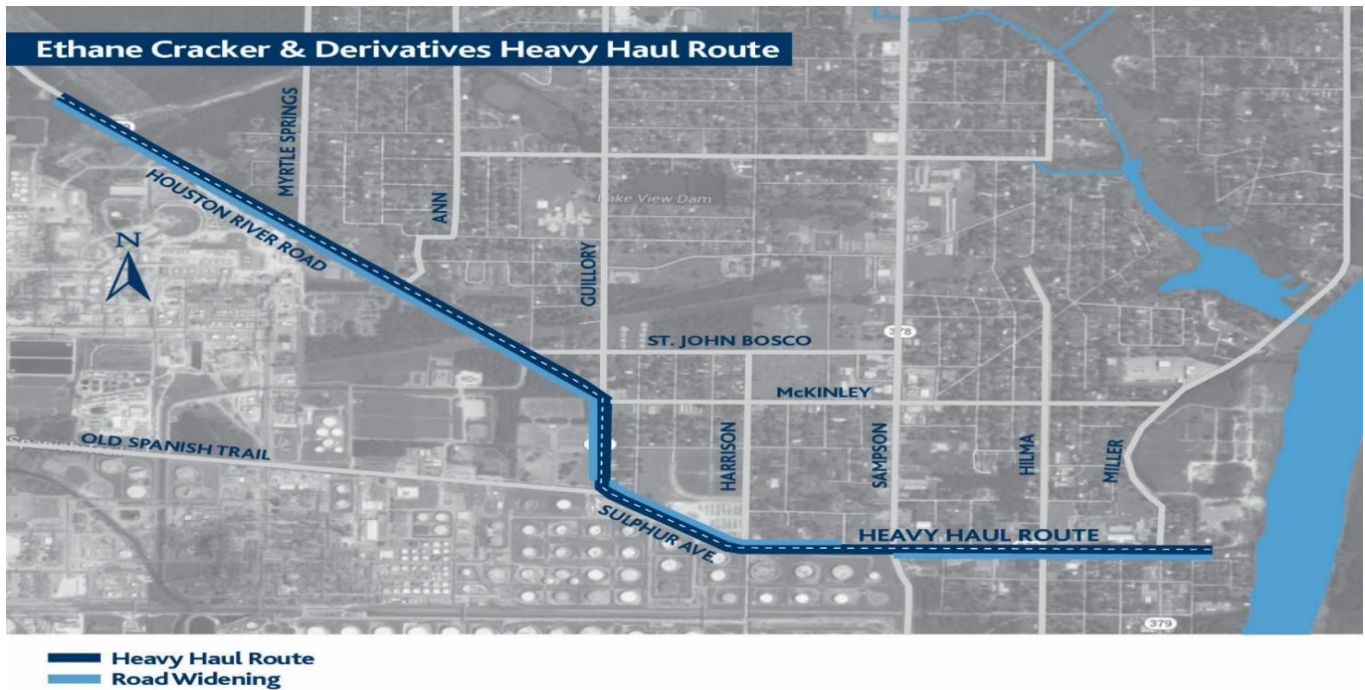 Ethane Cracker & Derivatives Heavy Haul Route
MYRTLE SPRINGS
ANN
HOUSTON RIVER ROAD
Lake View Dam
N
GUILLORY
378
ST. JOHN BOSCO
McKINLEY
OLD SPANISH TRAIL
HARRISON
SAMPSON
HILMA
MILLER
SULPHUR AVE.
HEAVY HAUL ROUTE
379
Heavy Haul Route
Road Widening